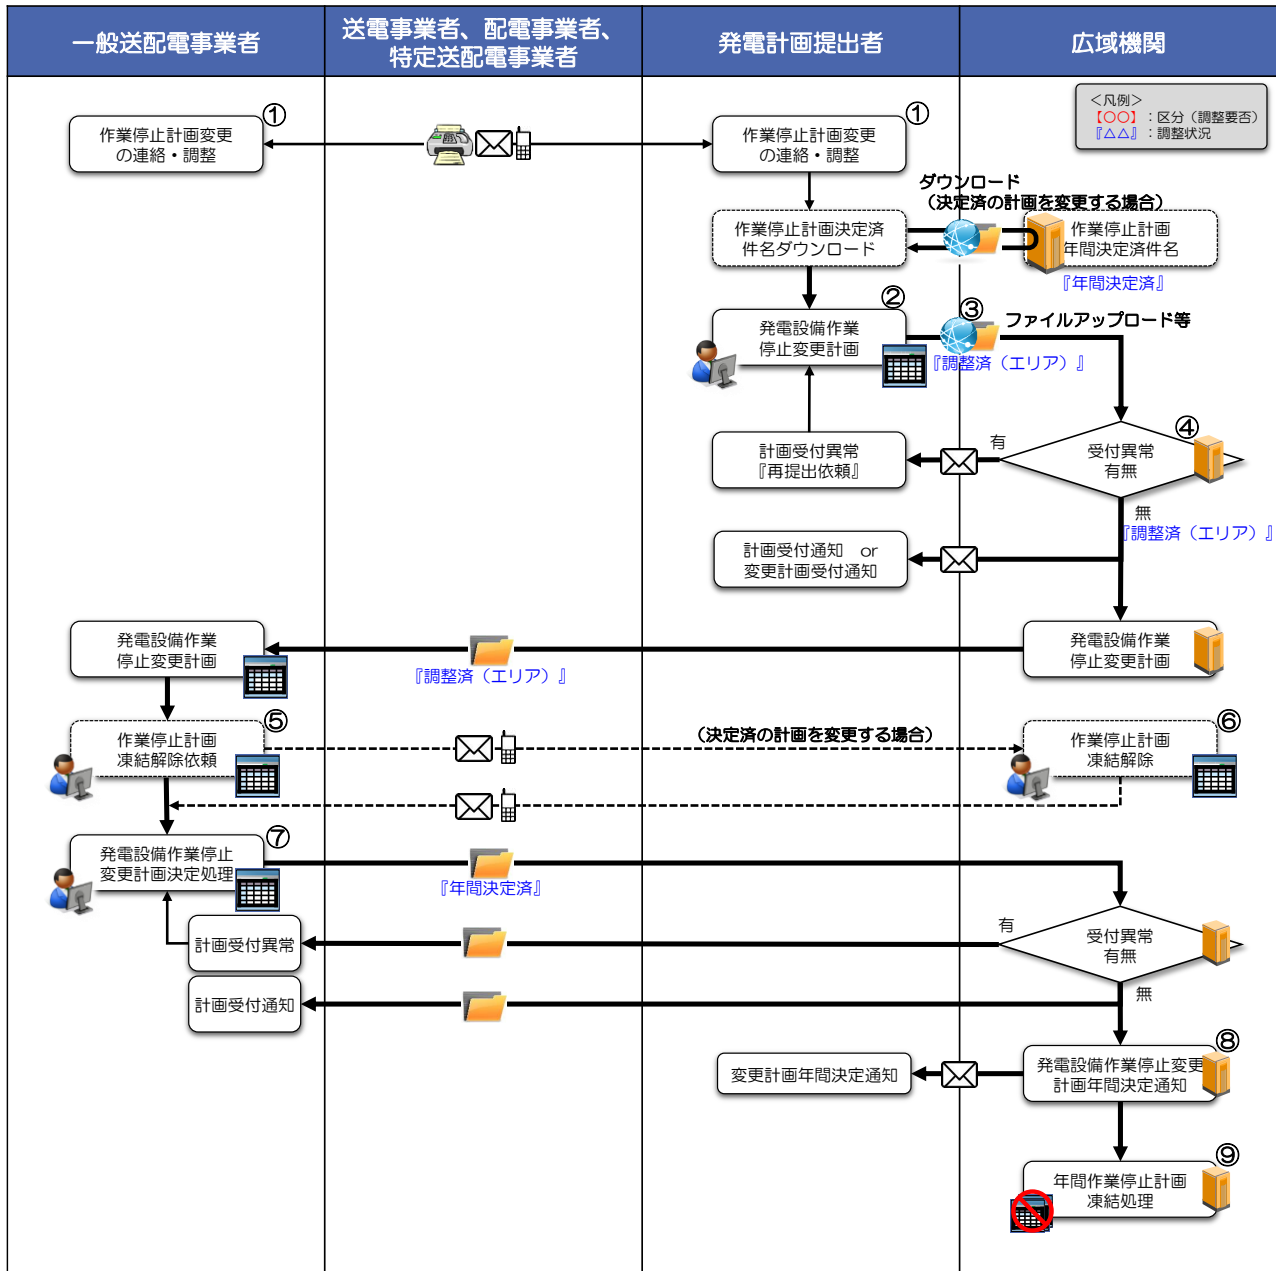 一般送配電事業者
送電事業者、配電事業者、
特定送配電事業者
発電計画提出者
広域機関
<凡例>
【〇〇】：区分（調整要否）
『△△』：調整状況
①
作業停止計画変更
の連絡・調整
①
作業停止計画変更
の連絡・調整
ダウンロード
（決定済の計画を変更する場合）
作業停止計画決定済
件名ダウンロード
作業停止計画
年間決定済件名
『年間決定済』
②
発電設備作業
停止変更計画
③
ファイルアップロード等
『調整済（エリア）』
④
受付異常
有無
有
計画受付異常
『再提出依頼』
無
『調整済（エリア）』
計画受付通知　or
変更計画受付通知
発電設備作業
停止変更計画
『調整済（エリア）』
発電設備作業
停止変更計画
⑤
作業停止計画
凍結解除依頼
（決定済の計画を変更する場合）
⑥
作業停止計画
凍結解除
⑦
発電設備作業停止
変更計画決定処理
『年間決定済』
受付異常
有無
有
計画受付異常
無
計画受付通知
⑧
発電設備作業停止変更
計画年間決定通知
変更計画年間決定通知
⑨
年間作業停止計画
凍結処理